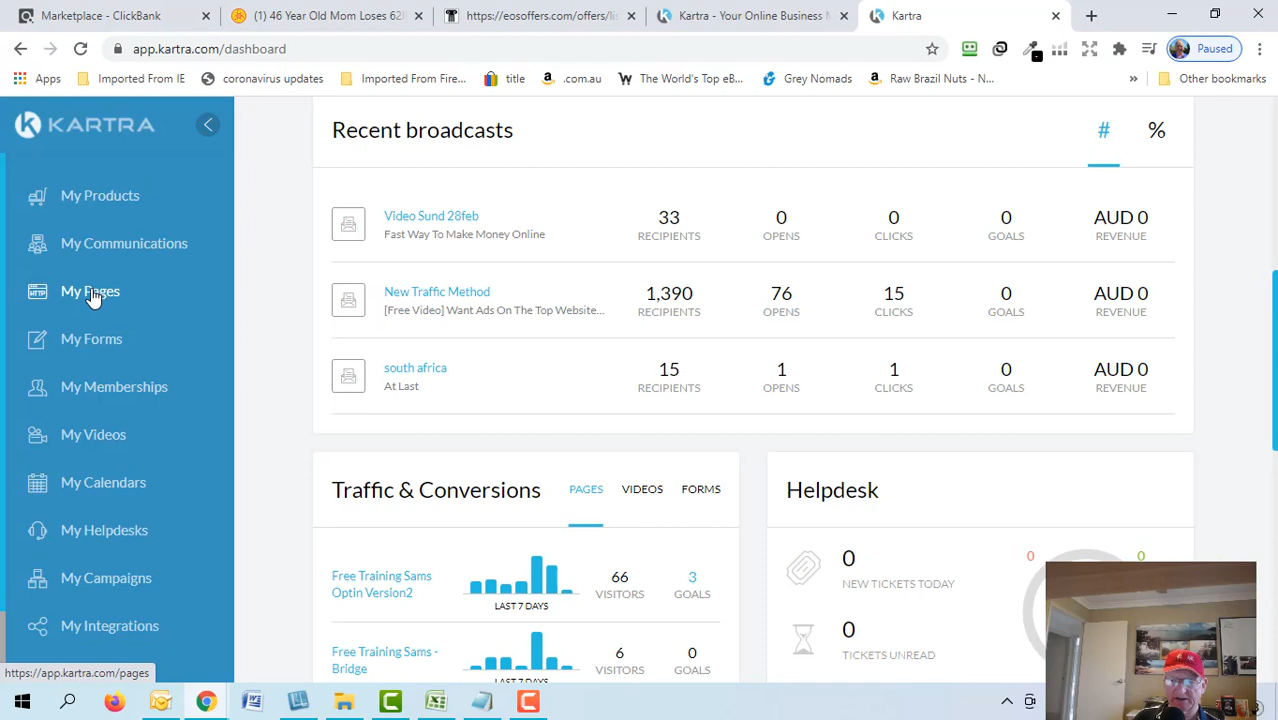 Marketplace - ClickBank
(1) 46 Year Old Mom Loses 62l
https://eosoffers.com/offers/lis
Kartra - Your Online Business M
Kartra
app.kartra.com/dashboard
Paused
Apps
Imported From IE
coronavirus updates
Imported From Fire...
title
.com.au
The World's Top eB...
Grey Nomads
Raw Brazil Nuts - N...
»
Other bookmarks
KARTRA
My Products
My Communications
My Pages
My Forms
My Memberships
My Videos
My Calendars
My Helpdesks
My Campaigns
My Integrations
https://app.kartra.com/pages
Recent broadcasts
# %
Video Sund 28feb
Fast Way To Make Money Online
33 0 0 0 AUD 0
RECIPIENTS OPENS CLICKS GOALS REVENUE
New Traffic Method
[Free Video] Want Ads On The Top Website...
1,390 76 15 0 AUD 0
RECIPIENTS OPENS CLICKS GOALS REVENUE
south africa
At Last
15 1 1 0 AUD 0
RECIPIENTS OPENS CLICKS GOALS REVENUE
Traffic & Conversions
PAGES VIDEOS FORMS
Free Training Sams
Optin Version2
LAST 7 DAYS
66 3
VISITORS GOALS
Free Training Sams -
Bridge
LAST 7 DAYS
6 0
VISITORS GOALS
Helpdesk
0
NEW TICKETS TODAY
0
TICKETS UNREAD
0 0